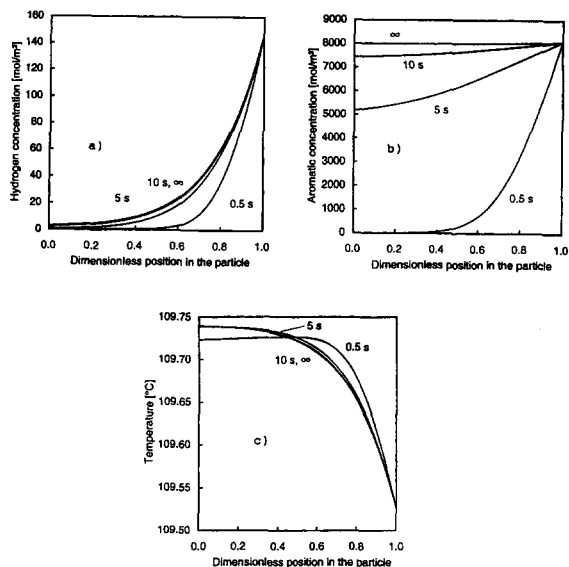 Hydrogen concentration [mol/m³]
160
140
120
100
80
60
40
20
0
a )
5 s
10 s, ∞
0.5 s
0.0 0.2 0.4 0.6 0.8 1.0
Dimensionless position in the particle
Aromatic concentration [mol/m³]
9000
8000
7000
6000
5000
4000
3000
2000
1000
0
∞
10 s
5 s
b )
0.5 s
0.0 0.2 0.4 0.6 0.8 1.0
Dimensionless position in the particle
Temperature [°C]
109.75
109.70
109.65
109.60
109.55
109.50
5 s
0.5 s
10 s, ∞
c )
0.0 0.2 0.4 0.6 0.8 1.0
Dimensionless position in the particle